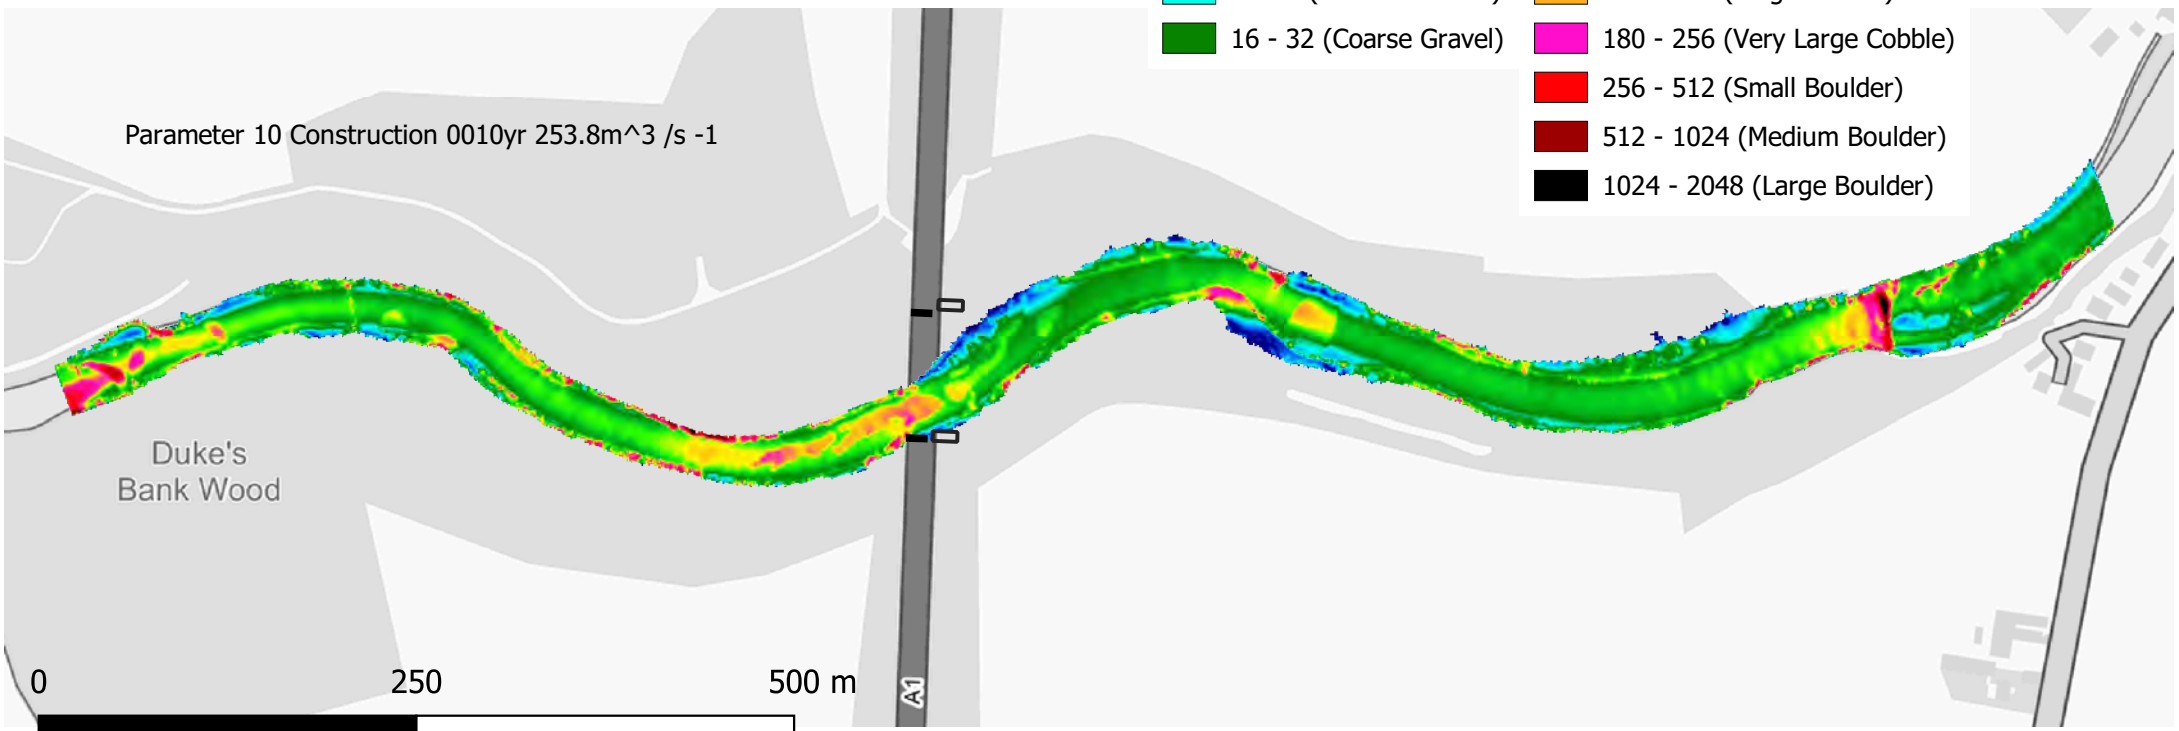 16 - 32 (Coarse Gravel)
180 - 256 (Very Large Cobble)
256 - 512 (Small Boulder)
512 - 1024 (Medium Boulder)
1024 - 2048 (Large Boulder)
Parameter 10 Construction 0010yr 253.8m^3 /s -1
Duke's
Bank Wood
0 250 500 m
A1